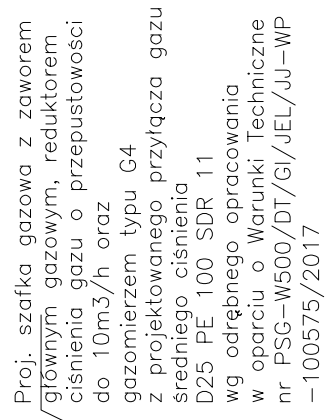 Proj. szafka gazowa z zaworem
głównym gazowym, reduktorem
ciśnienia gazu o przepustowości
do 10m3/h oraz
gazomierzem typu G4
z projektowanego przyłącza gazu
średniego ciśnienia
D25 PE 100 SDR 11
wg odrębnego opracowania
w oparciu o Warunki Techniczne
nr PSG-W500/DT/GI/JEL/JJ-WP
-100575/2017